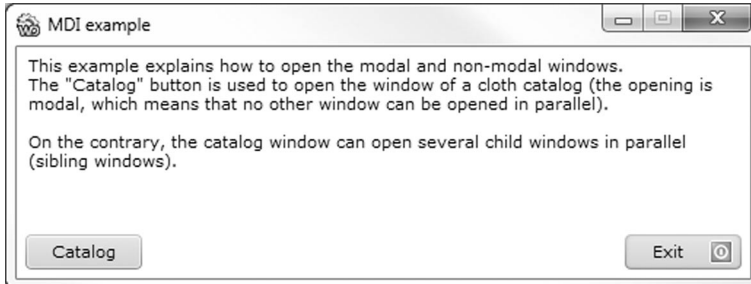 MDI example
This example explains how to open the modal and non-modal windows.
The "Catalog" button is used to open the window of a cloth catalog (the opening is
modal, which means that no other window can be opened in parallel).
On the contrary, the catalog window can open several child windows in parallel
(sibling windows).
Catalog
Exit